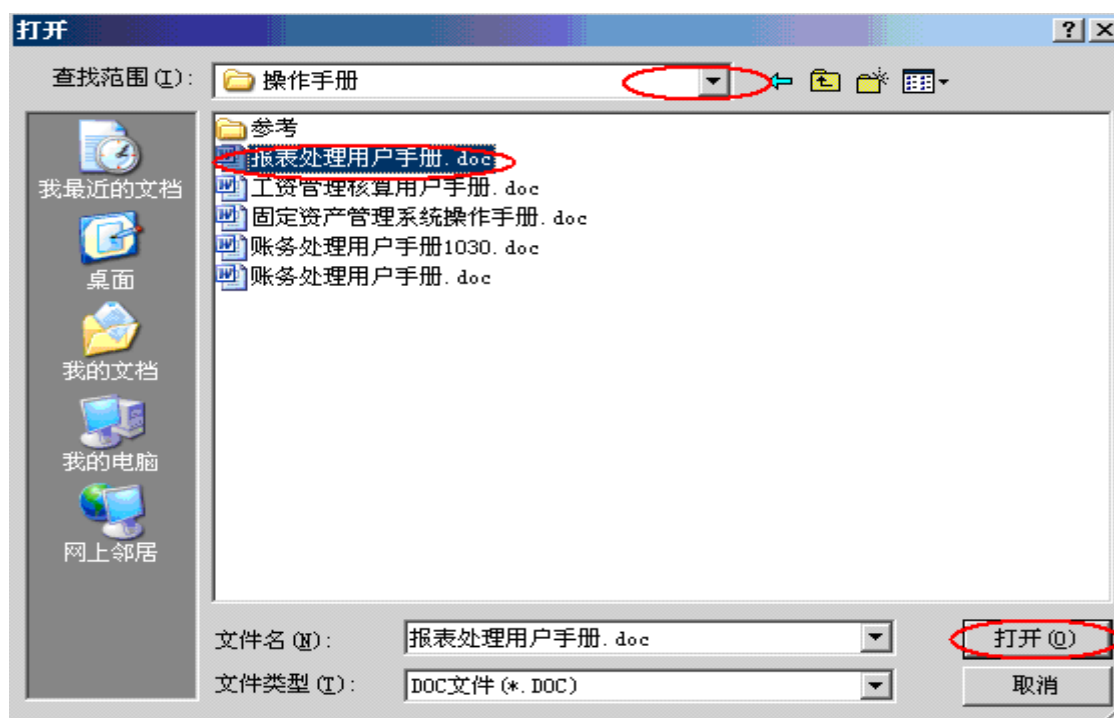 打开
查找范围(I):
操作手册
参考
报表处理用户手册.doc
工资管理核算用户手册.doc
固定资产管理系统操作手册.doc
账务处理用户手册1030.doc
账务处理用户手册.doc
我最近的文档
桌面
我的文档
我的电脑
网上邻居
文件名(N):
报表处理用户手册.doc
打开(O)
文件类型(T):
DOC文件(*.DOC)
取消